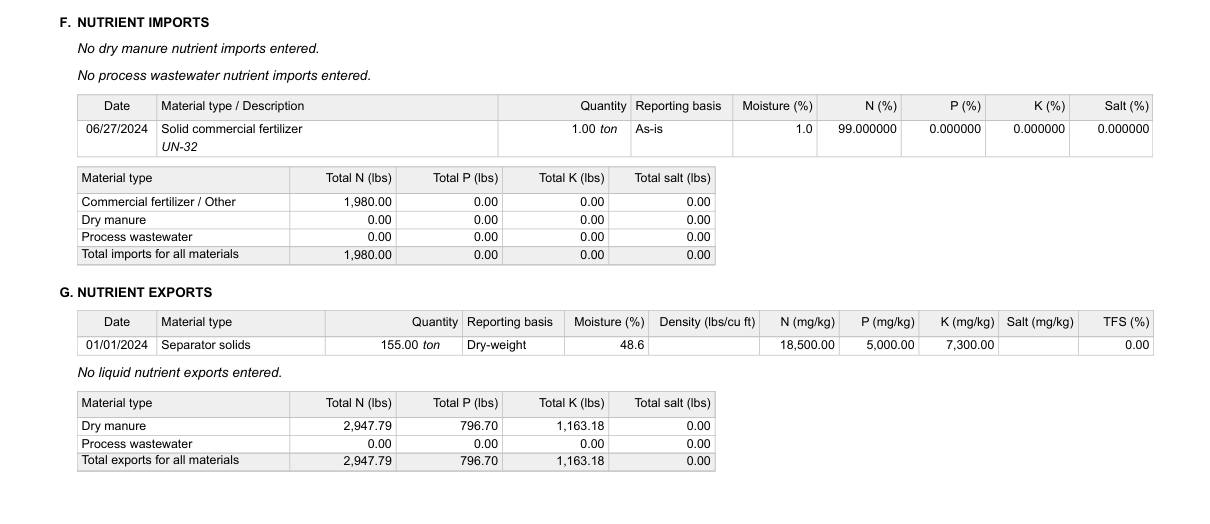 F. NUTRIENT IMPORTS
No dry manure nutrient imports entered.
No process wastewater nutrient imports entered.
Date Material type / Description Quantity Reporting basis Moisture (%) N (%) P (%) K (%) Salt (%)
06/27/2024 Solid commercial fertilizer 1.00 ton As-is 1.0 99.000000 0.000000 0.000000 0.000000
UN-32
Material type Total N (lbs) Total P (lbs) Total K (lbs) Total salt (lbs)
Commercial fertilizer / Other 1,980.00 0.00 0.00 0.00
Dry manure 0.00 0.00 0.00 0.00
Process wastewater 0.00 0.00 0.00 0.00
Total imports for all materials 1,980.00 0.00 0.00 0.00
G. NUTRIENT EXPORTS
Date Material type Quantity Reporting basis Moisture (%) Density (lbs/cu ft) N (mg/kg) P (mg/kg) K (mg/kg) Salt (mg/kg) TFS (%)
01/01/2024 Separator solids 155.00 ton Dry-weight 48.6 18,500.00 5,000.00 7,300.00 0.00
No liquid nutrient exports entered.
Material type Total N (lbs) Total P (lbs) Total K (lbs) Total salt (lbs)
Dry manure 2,947.79 796.70 1,163.18 0.00
Process wastewater 0.00 0.00 0.00 0.00
Total exports for all materials 2,947.79 796.70 1,163.18 0.00